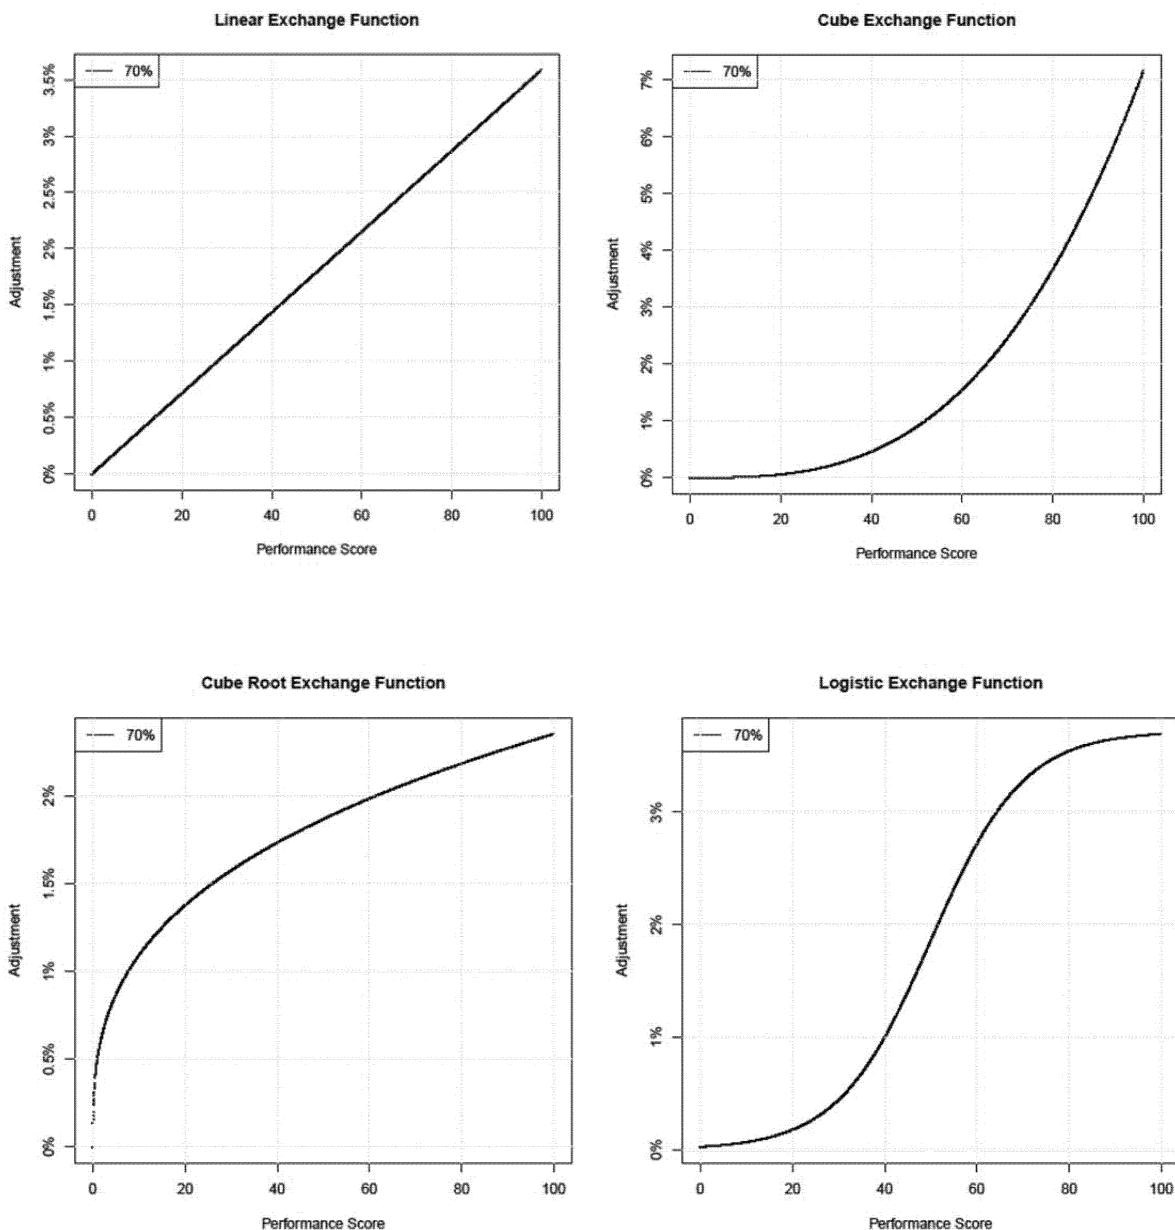 Linear Exchange Function
70%
Adjustment
3.5%
3%
2.5%
2%
1.5%
1%
0.5%
0%
0 20 40 60 80 100
Performance Score
Cube Exchange Function
70%
Adjustment
7%
6%
5%
4%
3%
2%
1%
0%
0 20 40 60 80 100
Performance Score
Cube Root Exchange Function
70%
Adjustment
2%
1.5%
1%
0.5%
0%
0 20 40 60 80 100
Performance Score
Logistic Exchange Function
70%
Adjustment
3%
2%
1%
0%
0 20 40 60 80 100
Performance Score